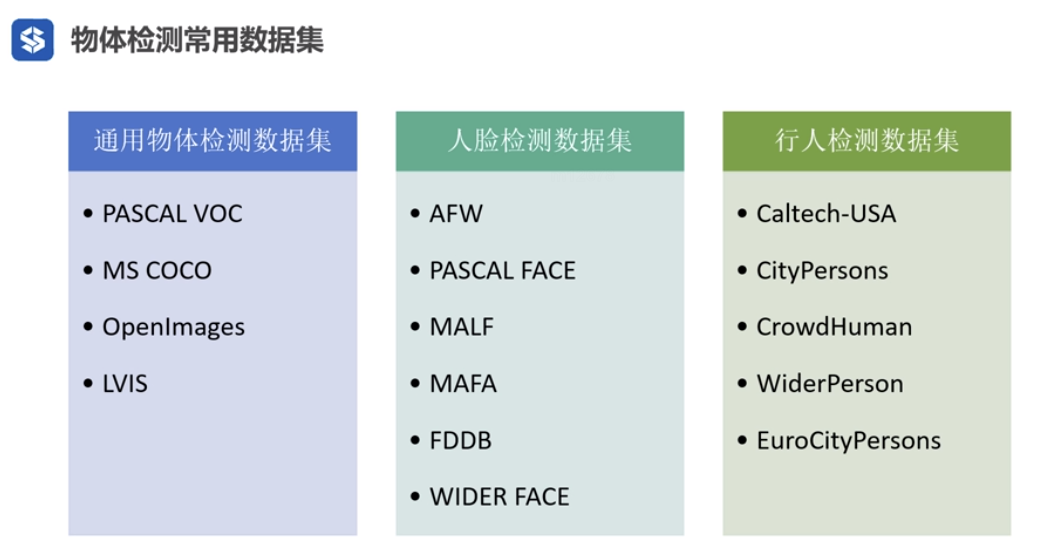 物体检测常用数据集
通用物体检测数据集
• PASCAL VOC
• MS COCO
• OpenImages
• LVIS
人脸检测数据集
• AFW
• PASCAL FACE
• MALF
• MAFA
• FDDB
• WIDER FACE
行人检测数据集
• Caltech-USA
• CityPersons
• CrowdHuman
• WiderPerson
• EuroCityPersons